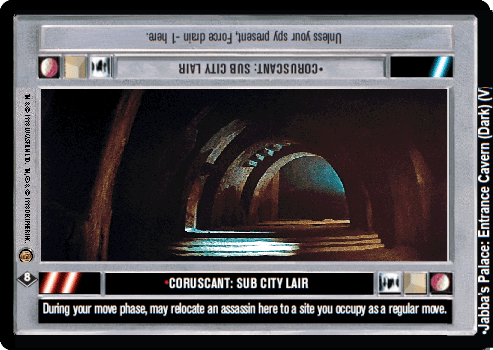 Unless your spy present, Force drain -1 here.
•CORUSCANT: SUB CITY LAIR
8
•CORUSCANT: SUB CITY LAIR
During your move phase, may relocate an assassin here to a site you occupy as a regular move.
•Jabba's Palace: Entrance Cavern (Dark) (V)